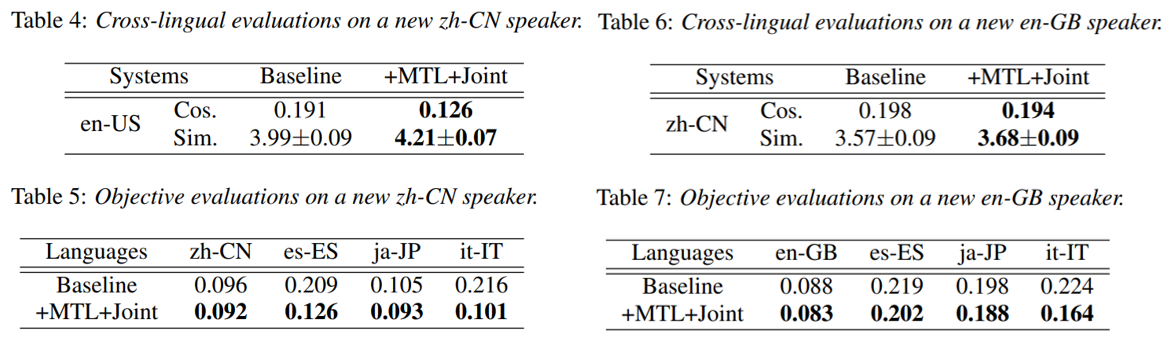 Table 4: Cross-lingual evaluations on a new zh-CN speaker.
Systems Baseline +MTL+Joint
en-US Cos. 0.191 0.126
Sim. 3.99±0.09 4.21±0.07
Table 5: Objective evaluations on a new zh-CN speaker.
Languages zh-CN es-ES ja-JP it-IT
Baseline 0.096 0.209 0.105 0.216
+MTL+Joint 0.092 0.126 0.093 0.101
Table 6: Cross-lingual evaluations on a new en-GB speaker.
Systems Baseline +MTL+Joint
zh-CN Cos. 0.198 0.194
Sim. 3.57±0.09 3.68±0.09
Table 7: Objective evaluations on a new en-GB speaker.
Languages en-GB es-ES ja-JP it-IT
Baseline 0.088 0.219 0.198 0.224
+MTL+Joint 0.083 0.202 0.188 0.164